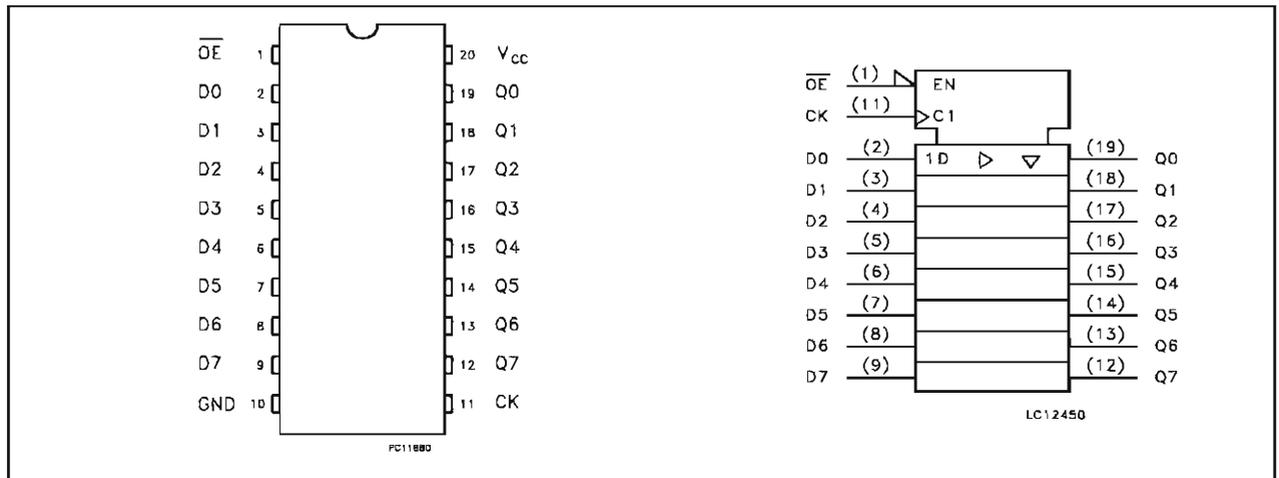 OE 1 20 VCC
D0 2 19 Q0
D1 3 18 Q1
D2 4 17 Q2
D3 5 16 Q3
D4 6 15 Q4
D5 7 14 Q5
D6 8 13 Q6
D7 9 12 Q7
GND 10 11 CK
PC11680
OE (1) EN
CK (11) C1
D0 (2) 1D (19) Q0
D1 (3) (18) Q1
D2 (4) (17) Q2
D3 (5) (16) Q3
D4 (6) (15) Q4
D5 (7) (14) Q5
D6 (8) (13) Q6
D7 (9) (12) Q7
LC12450